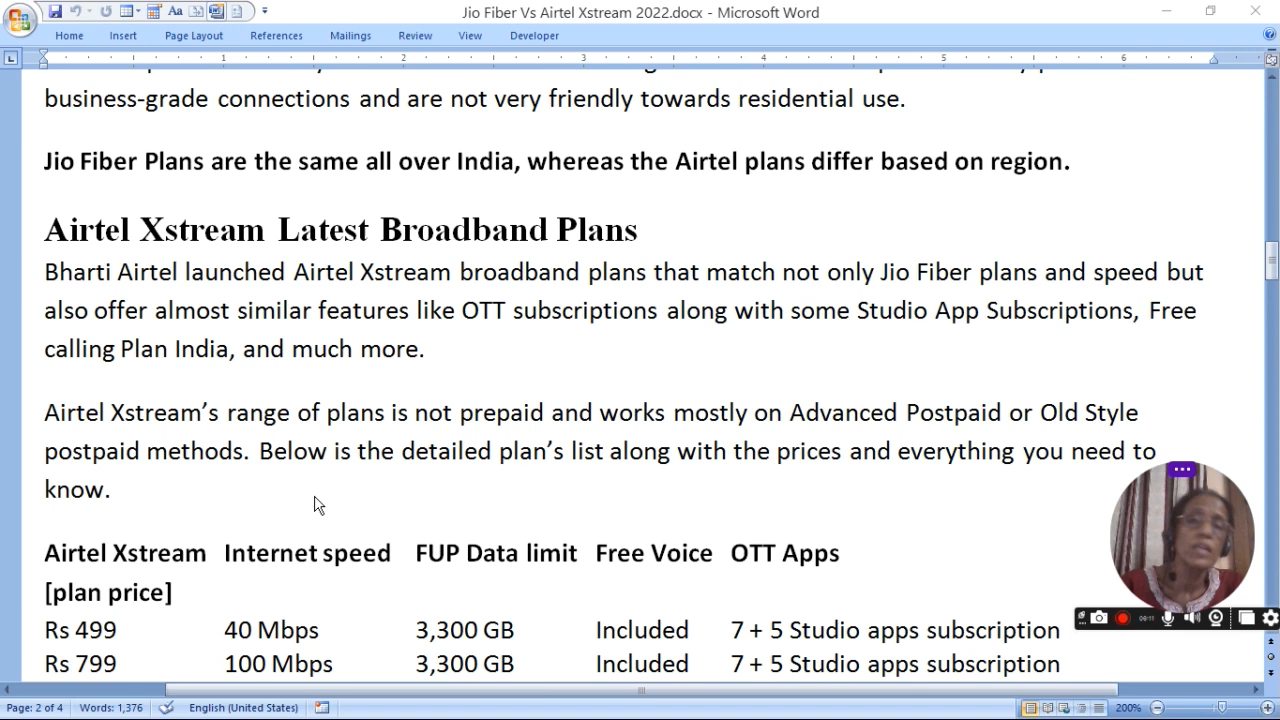 Jio Fiber Vs Airtel Xstream 2022.docx - Microsoft Word
Home Insert Page Layout References Mailings Review View Developer
1 2 3 4 5 6
business-grade connections and are not very friendly towards residential use.
Jio Fiber Plans are the same all over India, whereas the Airtel plans differ based on region.
Airtel Xstream Latest Broadband Plans
Bharti Airtel launched Airtel Xstream broadband plans that match not only Jio Fiber plans and speed but
also offer almost similar features like OTT subscriptions along with some Studio App Subscriptions, Free
calling Plan India, and much more.
Airtel Xstream’s range of plans is not prepaid and works mostly on Advanced Postpaid or Old Style
postpaid methods. Below is the detailed plan’s list along with the prices and everything you need to
know.
Airtel Xstream Internet speed FUP Data limit Free Voice OTT Apps
[plan price]
Rs 499 40 Mbps 3,300 GB Included 7 + 5 Studio apps subscription
Rs 799 100 Mbps 3,300 GB Included 7 + 5 Studio apps subscription
08:11
Page: 2 of 4 Words: 1,376 English (United States) 200%